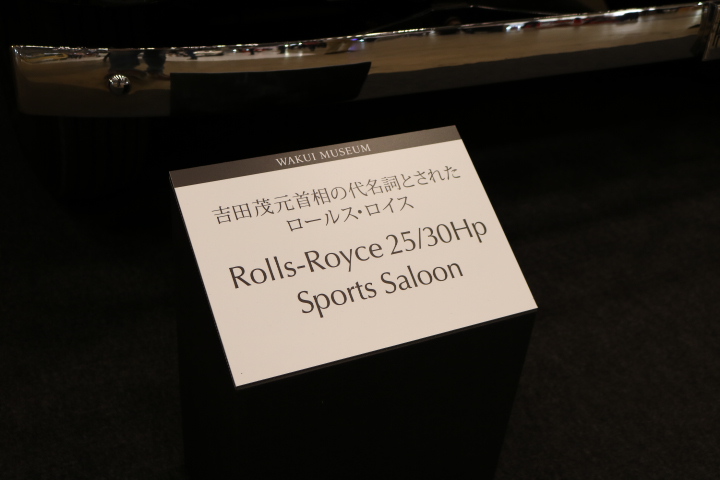 WAKUI MUSEUM
吉田茂元首相の代名詞とされた
ロールス・ロイス
Rolls-Royce 25/30Hp
Sports Saloon